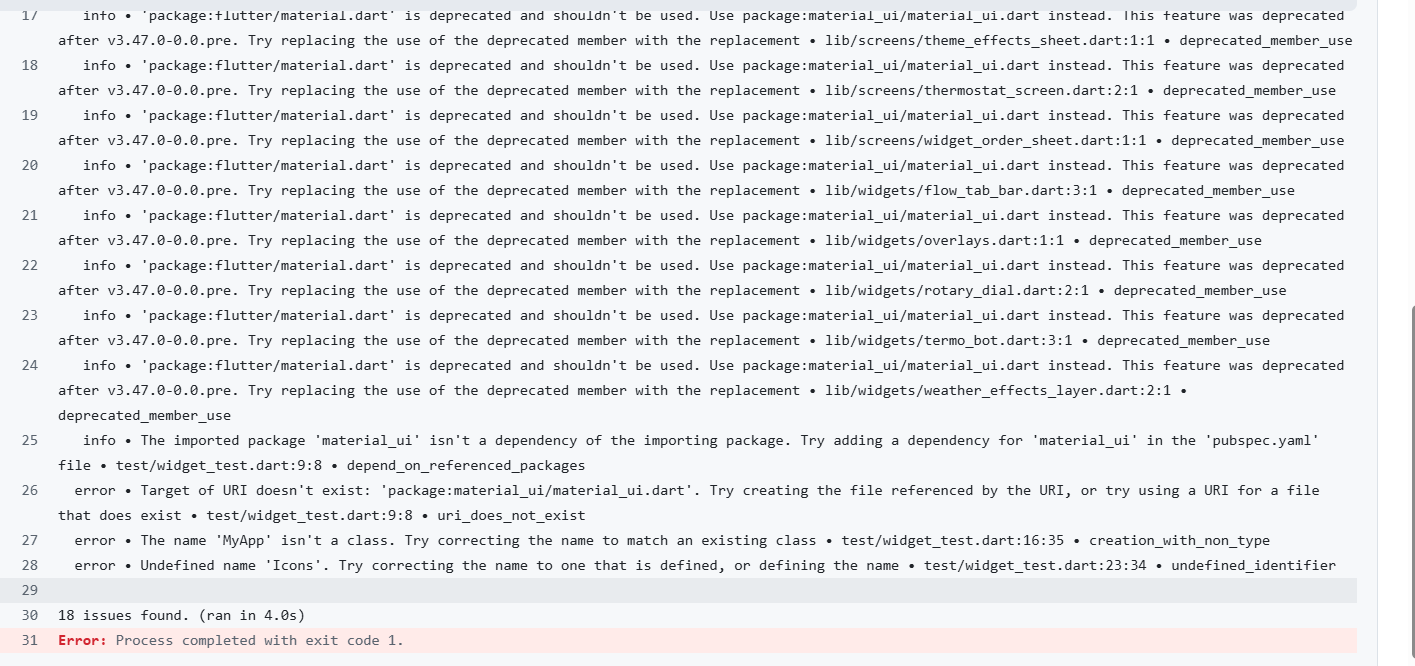 17 info • 'package:flutter/material.dart' is deprecated and shouldn't be used. Use package:material_ui/material_ui.dart instead. This feature was deprecated
after v3.47.0-0.0.pre. Try replacing the use of the deprecated member with the replacement • lib/screens/theme_effects_sheet.dart:1:1 • deprecated_member_use
18 info • 'package:flutter/material.dart' is deprecated and shouldn't be used. Use package:material_ui/material_ui.dart instead. This feature was deprecated
after v3.47.0-0.0.pre. Try replacing the use of the deprecated member with the replacement • lib/screens/thermostat_screen.dart:2:1 • deprecated_member_use
19 info • 'package:flutter/material.dart' is deprecated and shouldn't be used. Use package:material_ui/material_ui.dart instead. This feature was deprecated
after v3.47.0-0.0.pre. Try replacing the use of the deprecated member with the replacement • lib/screens/widget_order_sheet.dart:1:1 • deprecated_member_use
20 info • 'package:flutter/material.dart' is deprecated and shouldn't be used. Use package:material_ui/material_ui.dart instead. This feature was deprecated
after v3.47.0-0.0.pre. Try replacing the use of the deprecated member with the replacement • lib/widgets/flow_tab_bar.dart:3:1 • deprecated_member_use
21 info • 'package:flutter/material.dart' is deprecated and shouldn't be used. Use package:material_ui/material_ui.dart instead. This feature was deprecated
after v3.47.0-0.0.pre. Try replacing the use of the deprecated member with the replacement • lib/widgets/overlays.dart:1:1 • deprecated_member_use
22 info • 'package:flutter/material.dart' is deprecated and shouldn't be used. Use package:material_ui/material_ui.dart instead. This feature was deprecated
after v3.47.0-0.0.pre. Try replacing the use of the deprecated member with the replacement • lib/widgets/rotary_dial.dart:2:1 • deprecated_member_use
23 info • 'package:flutter/material.dart' is deprecated and shouldn't be used. Use package:material_ui/material_ui.dart instead. This feature was deprecated
after v3.47.0-0.0.pre. Try replacing the use of the deprecated member with the replacement • lib/widgets/termo_bot.dart:3:1 • deprecated_member_use
24 info • 'package:flutter/material.dart' is deprecated and shouldn't be used. Use package:material_ui/material_ui.dart instead. This feature was deprecated
after v3.47.0-0.0.pre. Try replacing the use of the deprecated member with the replacement • lib/widgets/weather_effects_layer.dart:2:1 •
deprecated_member_use
25 info • The imported package 'material_ui' isn't a dependency of the importing package. Try adding a dependency for 'material_ui' in the 'pubspec.yaml'
file • test/widget_test.dart:9:8 • depend_on_referenced_packages
26 error • Target of URI doesn't exist: 'package:material_ui/material_ui.dart'. Try creating the file referenced by the URI, or try using a URI for a file
that does exist • test/widget_test.dart:9:8 • uri_does_not_exist
27 error • The name 'MyApp' isn't a class. Try correcting the name to match an existing class • test/widget_test.dart:16:35 • creation_with_non_type
28 error • Undefined name 'Icons'. Try correcting the name to one that is defined, or defining the name • test/widget_test.dart:23:34 • undefined_identifier
29
30 18 issues found. (ran in 4.0s)
31 Error: Process completed with exit code 1.